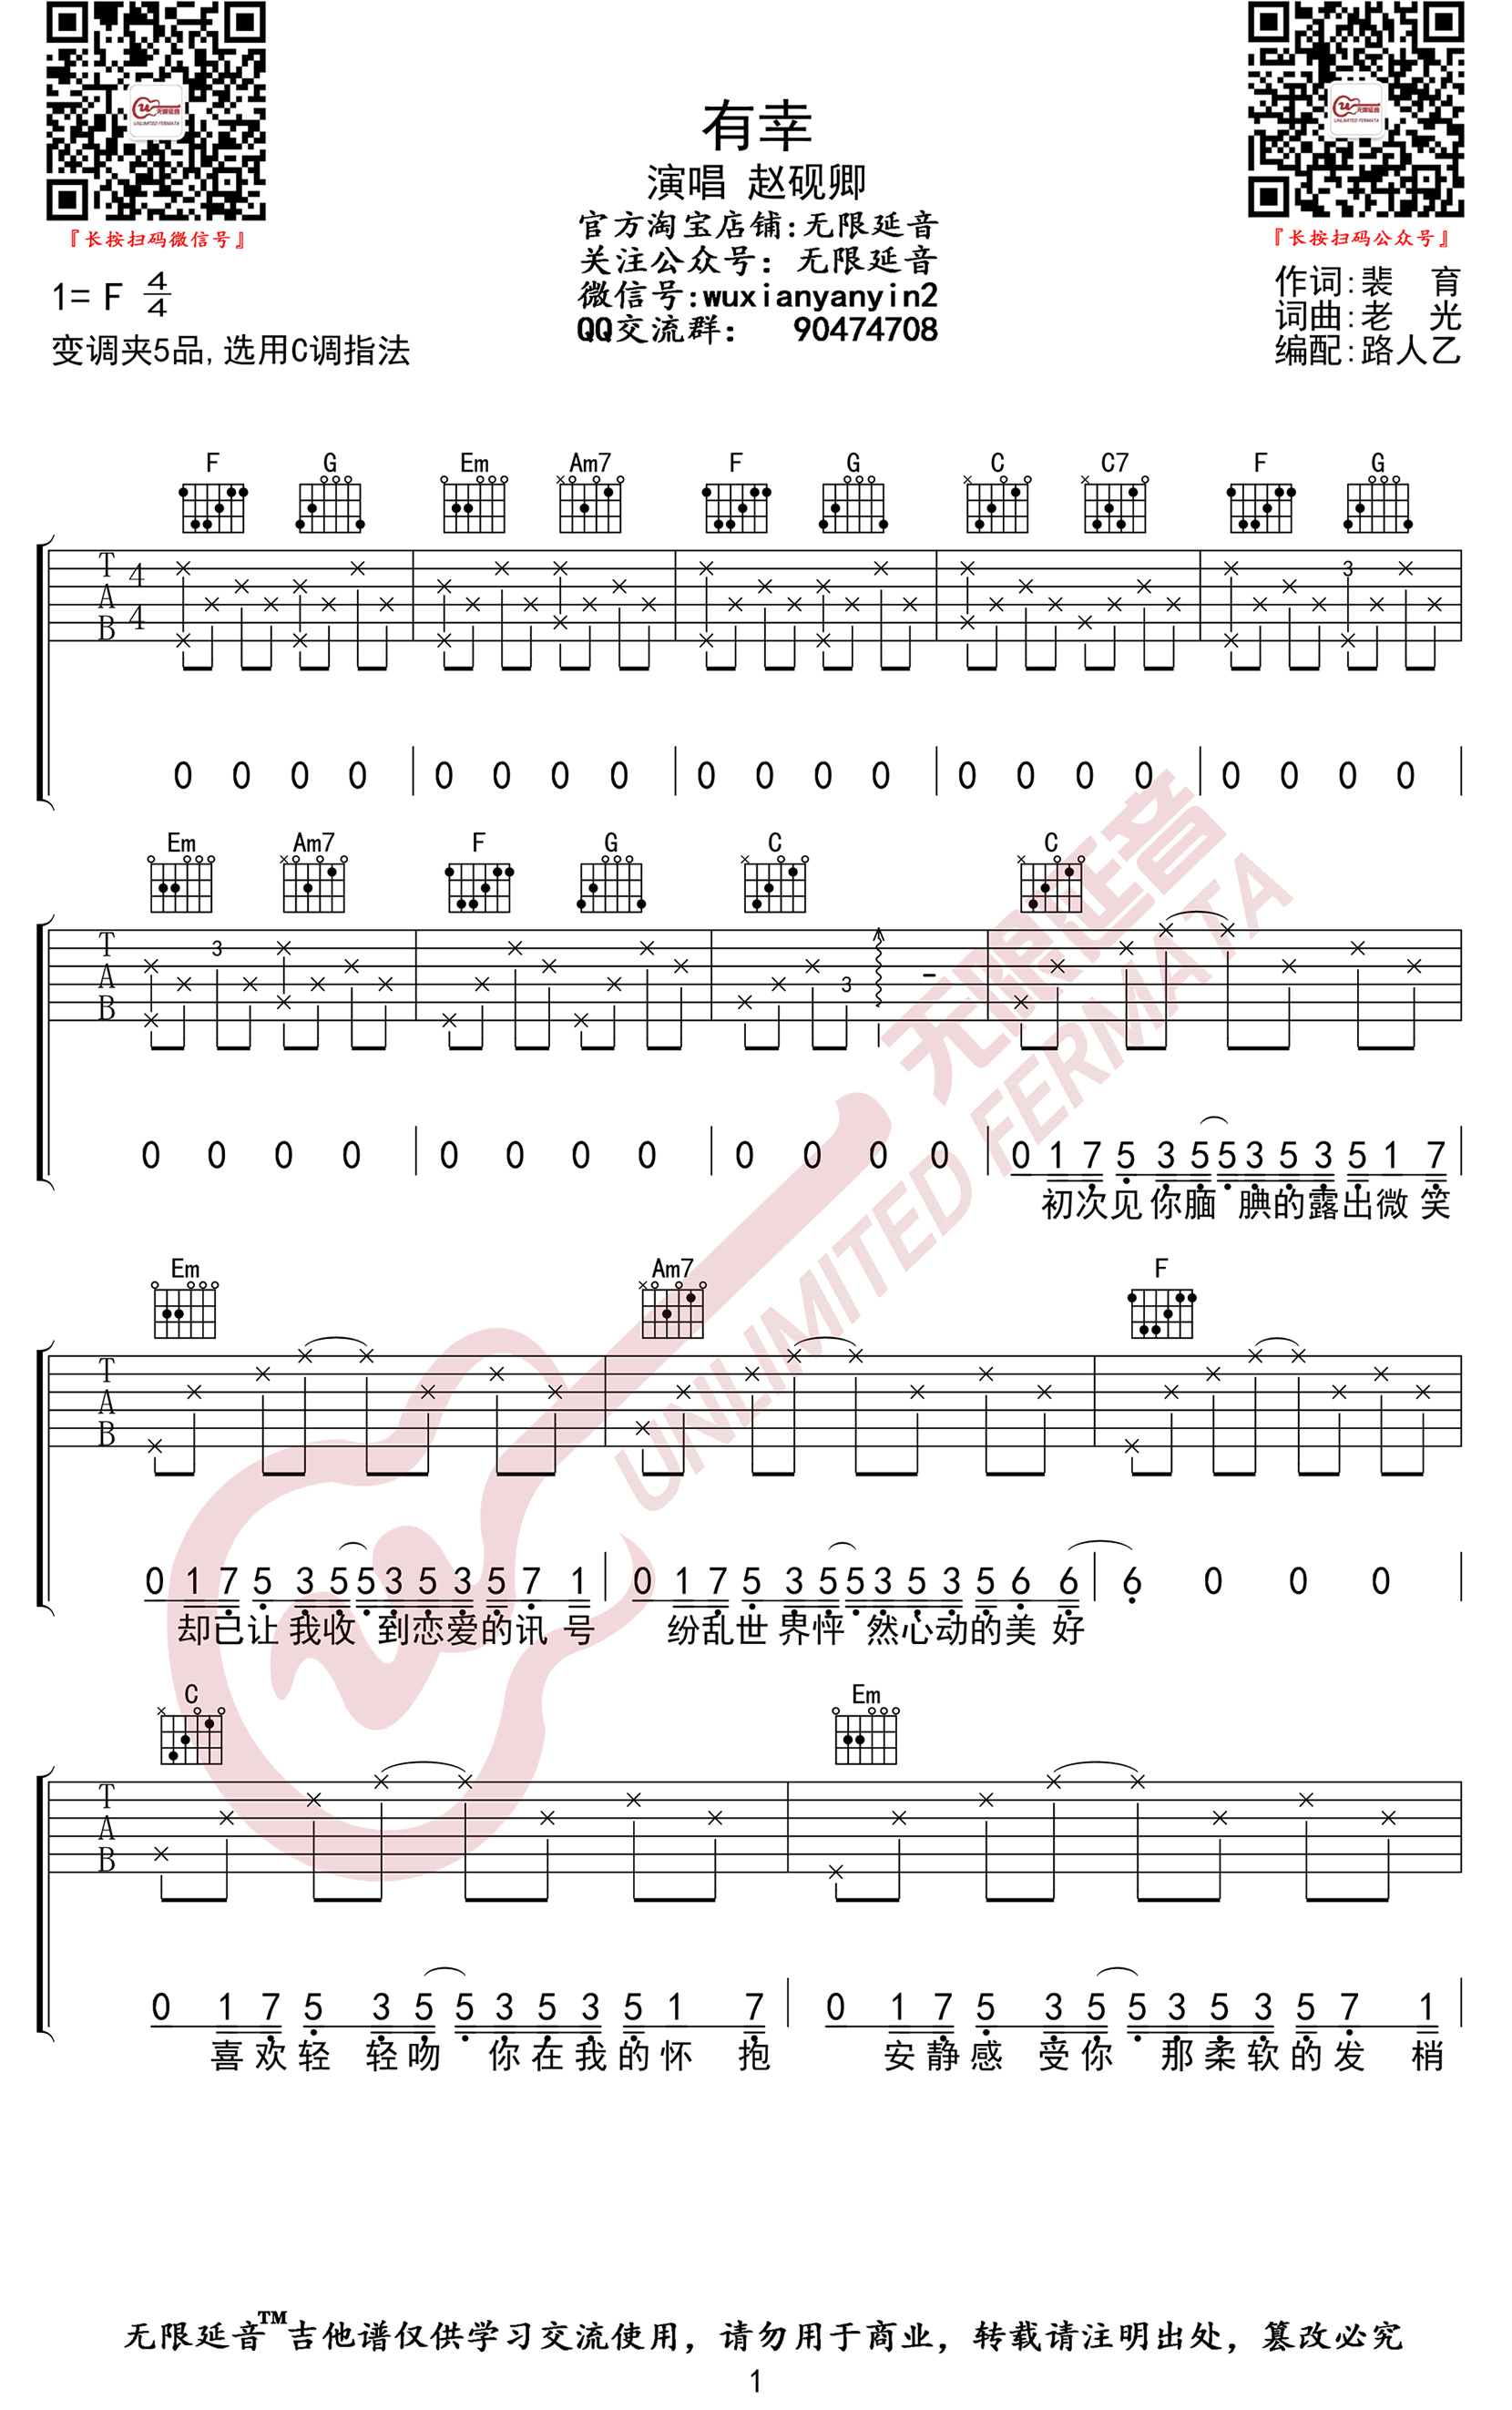 有幸
演唱 赵砚卿
官方淘宝店铺:无限延音
关注公众号: 无限延音
微信号:wuxianyanyin2
QQ交流群: 90474708
『长按扫码微信号』
『长按扫码公众号』
1= F 4/4
变调夹5品,选用C调指法
作词:裴 育
词曲:老 光
编配:路人乙
F G Em Am7 F G C C7 F G
T A B 4 4 3
0 0 0 0 0 0 0 0 0 0 0 0 0 0 0 0 0 0 0 0
Em Am7 F G C C
T A B 3 3 -
0 0 0 0 0 0 0 0 0 0 0 0 0 1 7 5 3 5 5 3 5 3 5 1 7
初次见你腼 腆的露出微 笑
Em Am7 F
T A B
0 1 7 5 3 5 5 3 5 3 5 7 1 0 1 7 5 3 5 5 3 5 3 5 6 6 6 0 0 0
却已让 我收 到恋爱的讯 号 纷乱世 界怦 然心动的美 好
C Em
T A B
0 1 7 5 3 5 5 3 5 3 5 1 7 0 1 7 5 3 5 5 3 5 3 5 7 1
喜欢轻 轻吻 你在我的怀 抱 安静感 受你 那柔软的发 梢
无限延音™吉他谱仅供学习交流使用，请勿用于商业，转载请注明出处，篡改必究
1
无限延音
UNLIMITED FERMATA